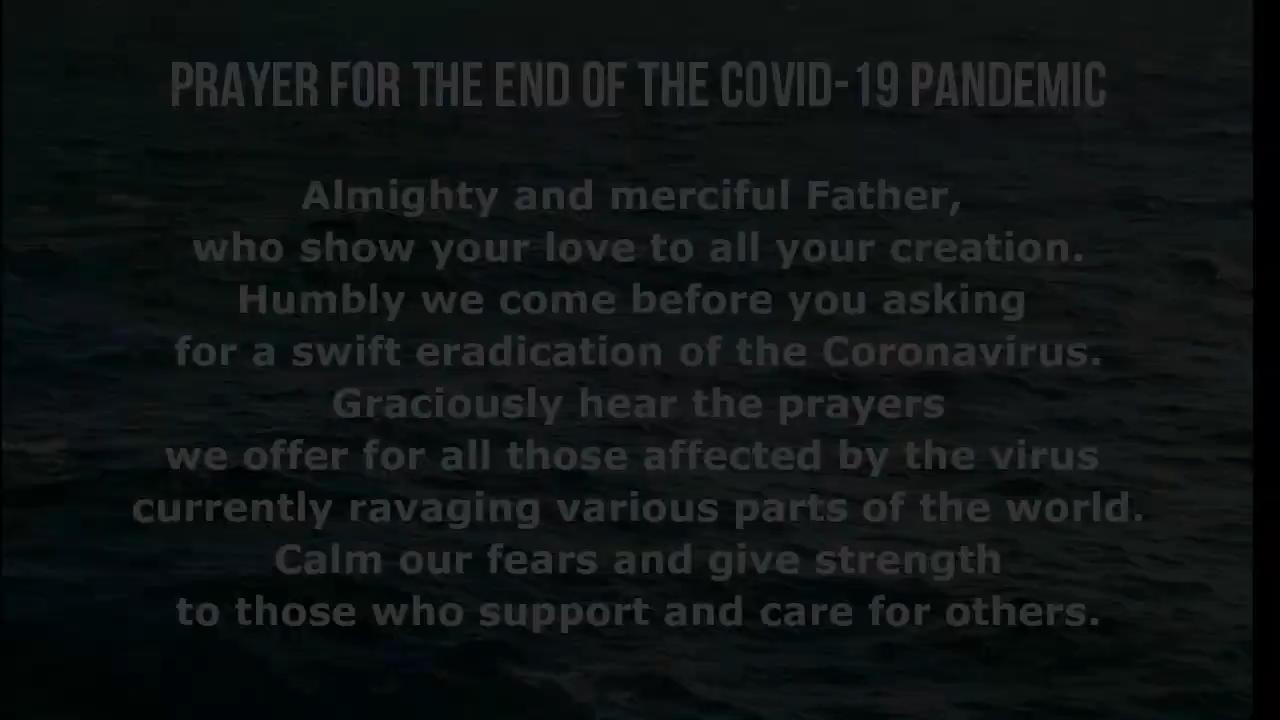 PRAYER FOR THE END OF THE COVID-19 PANDEMIC
Almighty and merciful Father,
who show your love to all your creation.
Humbly we come before you asking
for a swift eradication of the Coronavirus.
Graciously hear the prayers
we offer for all those affected by the virus
currently ravaging various parts of the world.
Calm our fears and give strength
to those who support and care for others.